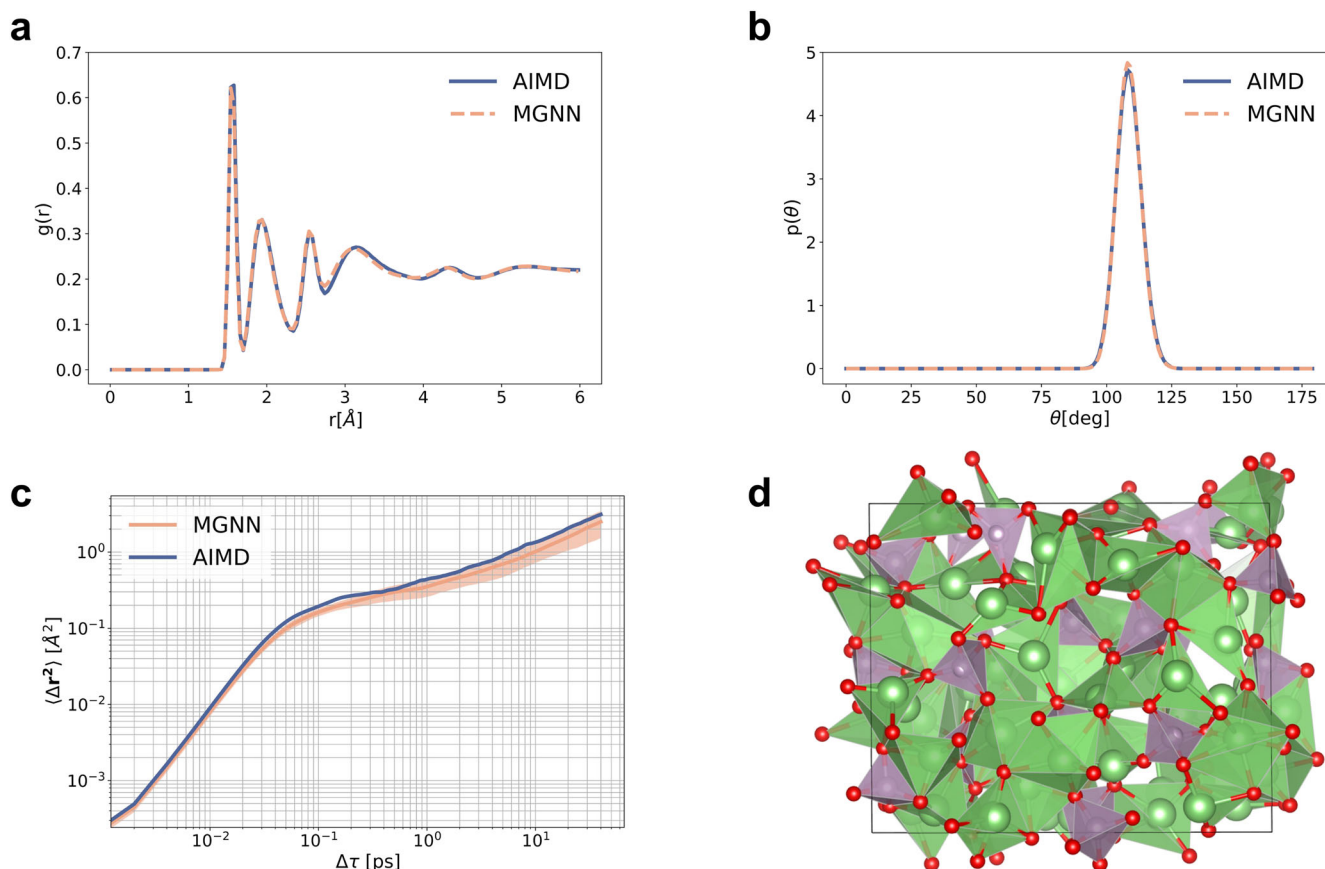 a
0.7
0.6
0.5
0.4
0.3
0.2
0.1
0.0
g(r)
0 1 2 3 4 5 6
r[Å]
AIMD
MGNN
b
5
4
3
2
1
0
p(θ)
0 25 50 75 100 125 150 175
θ[deg]
AIMD
MGNN
c
MGNN
AIMD
10⁰
10⁻¹
10⁻²
10⁻³
⟨Δr²⟩ [Å²]
10⁻² 10⁻¹ 10⁰ 10¹
Δτ [ps]
d